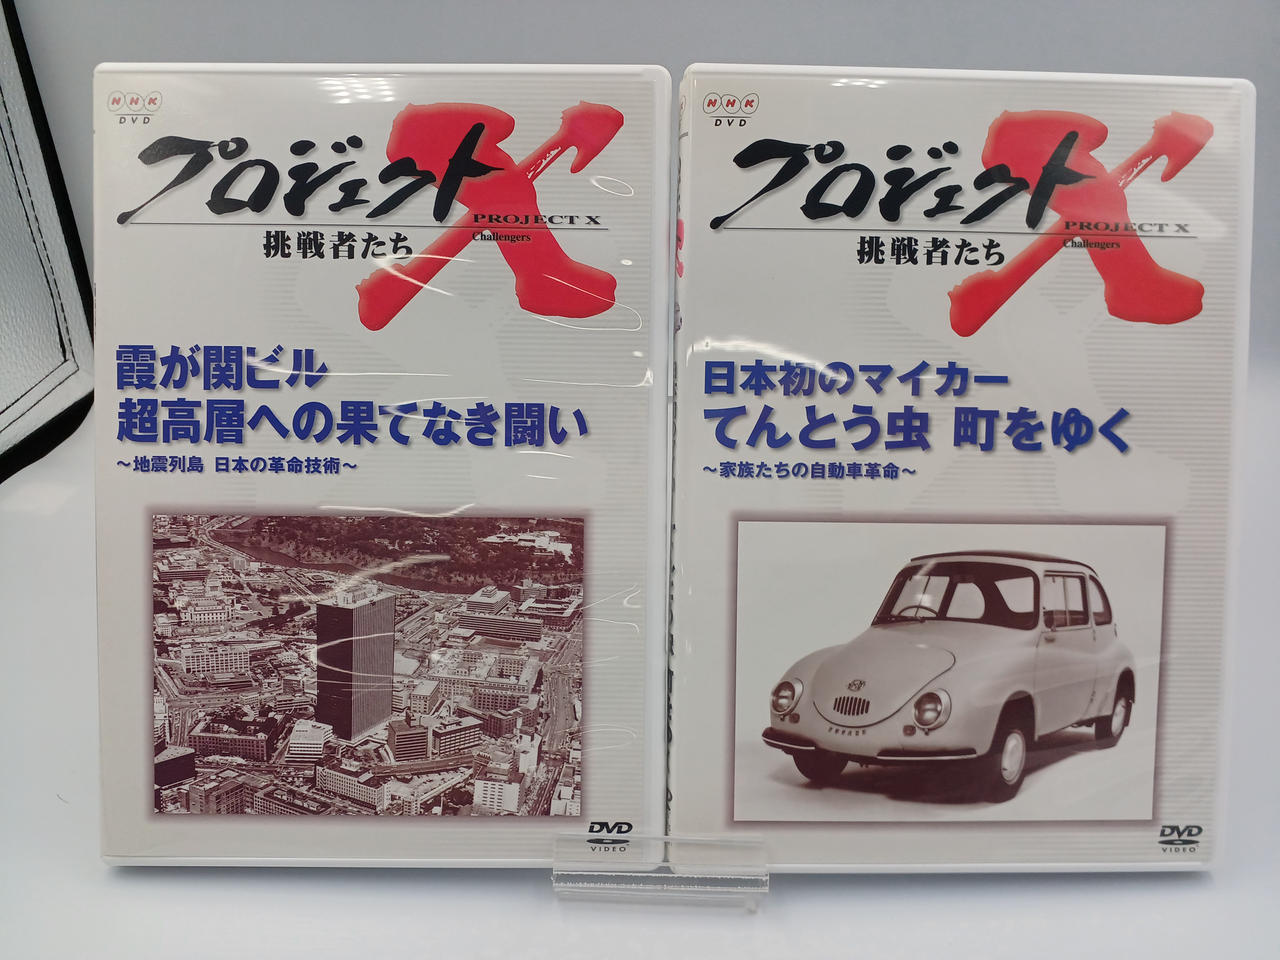 NHK
DVD
プロジェクトX
PROJECT X
Challengers
挑戦者たち
霞が関ビル
超高層への果てなき闘い
～地震列島 日本の革命技術～
DVD
VIDEO
NHK
DVD
プロジェクトX
PROJECT X
Challengers
挑戦者たち
日本初のマイカー
てんとう虫 町をゆく
～家族たちの自動車革命～
DVD
VIDEO